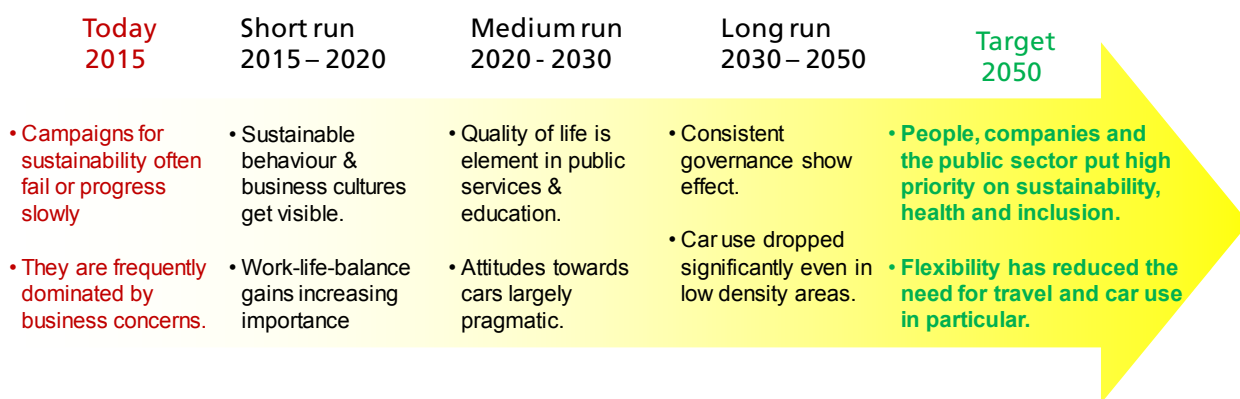 Today
2015
Short run
2015 – 2020
Medium run
2020 - 2030
Long run
2030 – 2050
Target
2050
• Campaigns for
sustainability often
fail or progress
slowly
• They are frequently
dominated by
business concerns.
• Sustainable
behaviour &
business cultures
get visible.
• Work-life-balance
gains increasing
importance
• Quality of life is
element in public
services &
education.
• Attitudes towards
cars largely
pragmatic.
• Consistent
governance show
effect.
• Car use dropped
significantly even in
low density areas.
• People, companies and
the public sector put high
priority on sustainability,
health and inclusion.
• Flexibility has reduced the
need for travel and car use
in particular.